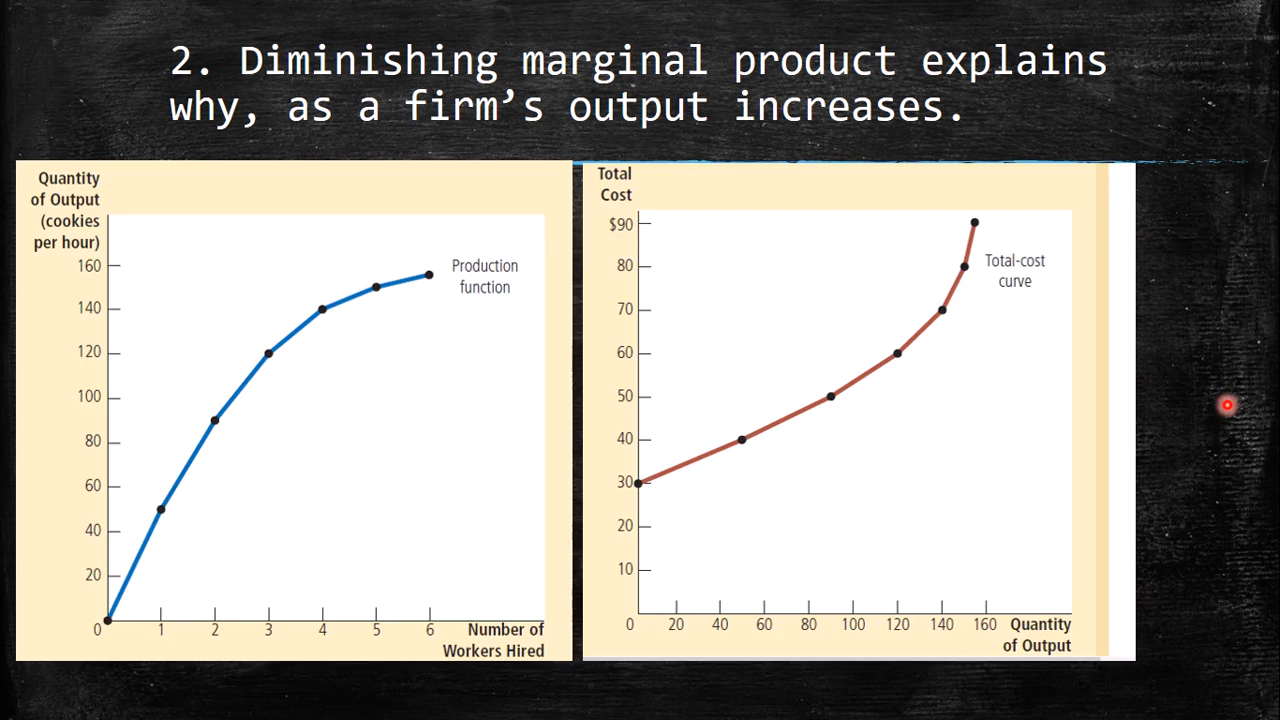 2. Diminishing marginal product explains
why, as a firm’s output increases.
Quantity
of Output
(cookies
per hour)
160
140
120
100
80
60
40
20
0
1
2
3
4
5
6
Number of
Workers Hired
Production
function
Total
Cost
$90
80
70
60
50
40
30
20
10
0
20
40
60
80
100
120
140
160
Quantity
of Output
Total-cost
curve